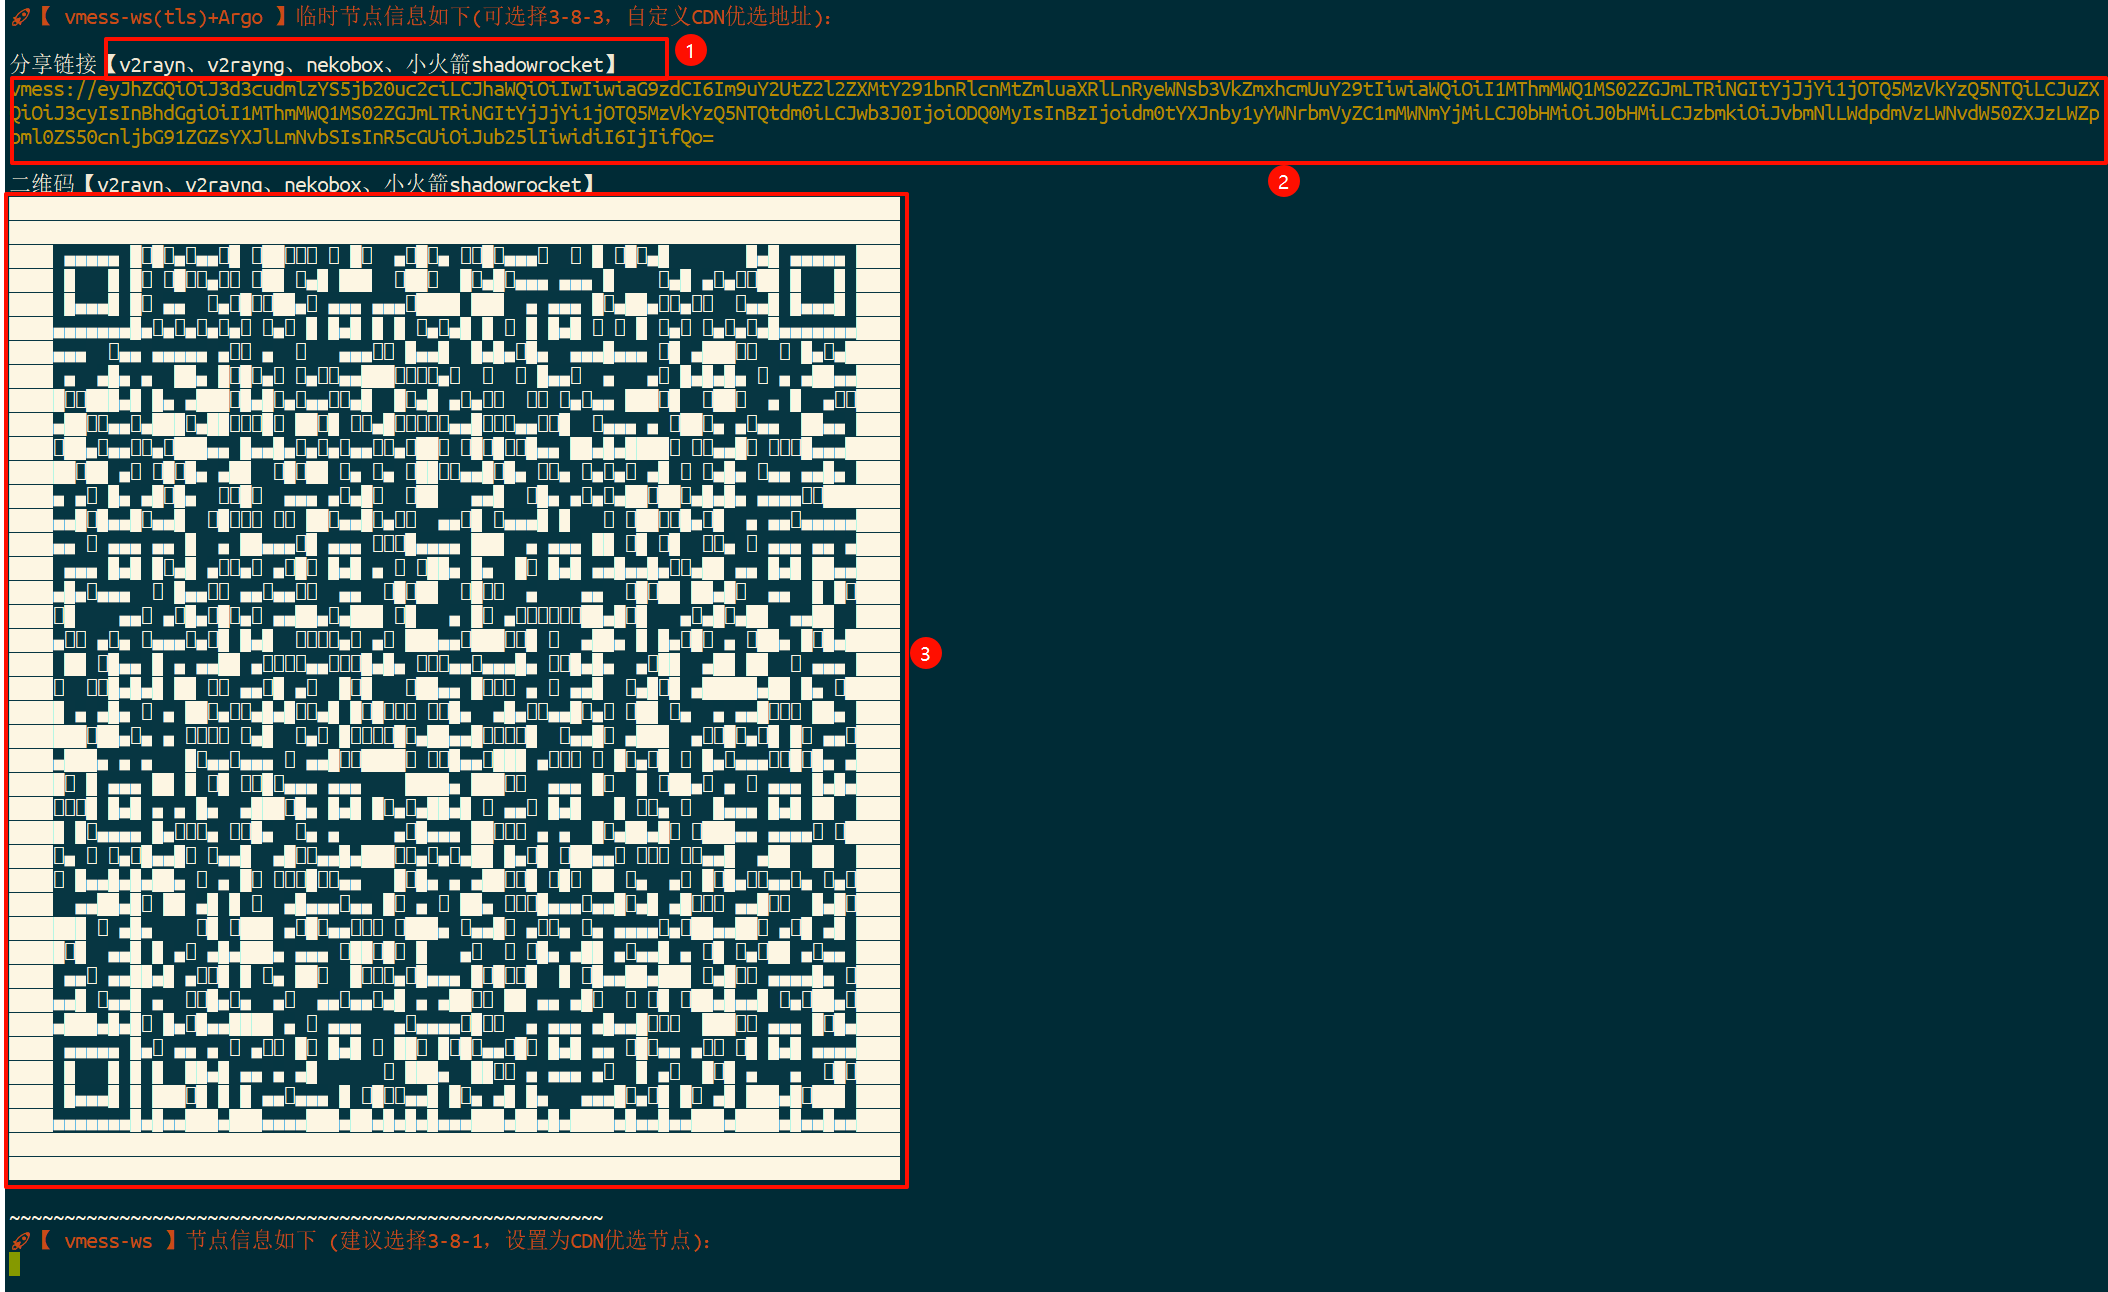 🚀【 vmess-ws(tls)+Argo 】临时节点信息如下(可选择3-8-3，自定义CDN优选地址)：
分享链接【v2rayn、v2rayng、nekobox、小火箭shadowrocket】
1
vmess://eyJhZGQiOiJ3d3cudmlzYS5jb20uc2ciLCJhaWQiOiIwIiwiaG9zdCI6Im9uY2UtZ2l2ZXMtY291bnRlcnMtZmluaXRlLnRyeWNsb3VkZmxhcmUuY29tIiwiaWQiOiI1MThmMWQ1MS02ZGJmLTRiNGItYjJjYi1jOTQ5MzVkYzQ5NTQiLCJuZX
QiOiJ3cyIsInBhdGgiOiI1MThmMWQ1MS02ZGJmLTRiNGItYjJjYi1jOTQ5MzVkYzQ5NTQtdm0iLCJwb3J0IjoiODQ0MyIsInBzIjoidm0tYXJnby1yYWNrbmVyZC1mMWNmYjMiLCJ0bHMiOiJ0bHMiLCJzbmkiOiJvbmNlLWdpdmVzLWNvdW50ZXJzLWZp
bml0ZS50cnljbG91ZGZsYXJlLmNvbSIsInR5cGUiOiJub25lIiwidiI6IjIifQo=
2
二维码【v2rayn、v2rayng、nekobox、小火箭shadowrocket】
3
~~~~~~~~~~~~~~~~~~~~~~~~~~~~~~~~~~~~~~~~~~~~~~~~~~~~~~
🚀【 vmess-ws 】节点信息如下 (建议选择3-8-1，设置为CDN优选节点)：